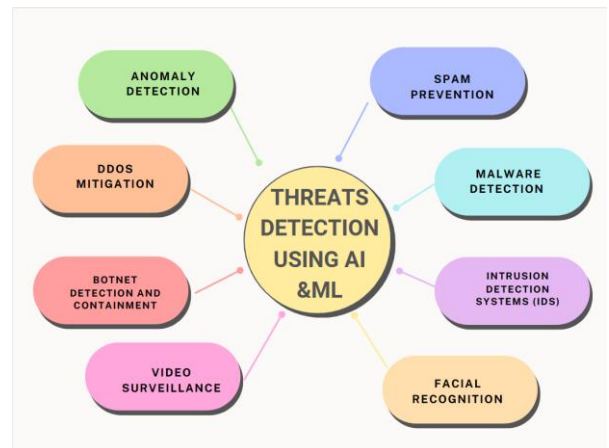 ANOMALY
DETECTION
SPAM
PREVENTION
DDOS
MITIGATION
THREATS
DETECTION
USING AI
&ML
MALWARE
DETECTION
BOTNET
DETECTION AND
CONTAINMENT
INTRUSION
DETECTION
SYSTEMS (IDS)
VIDEO
SURVEILLANCE
FACIAL
RECOGNITION